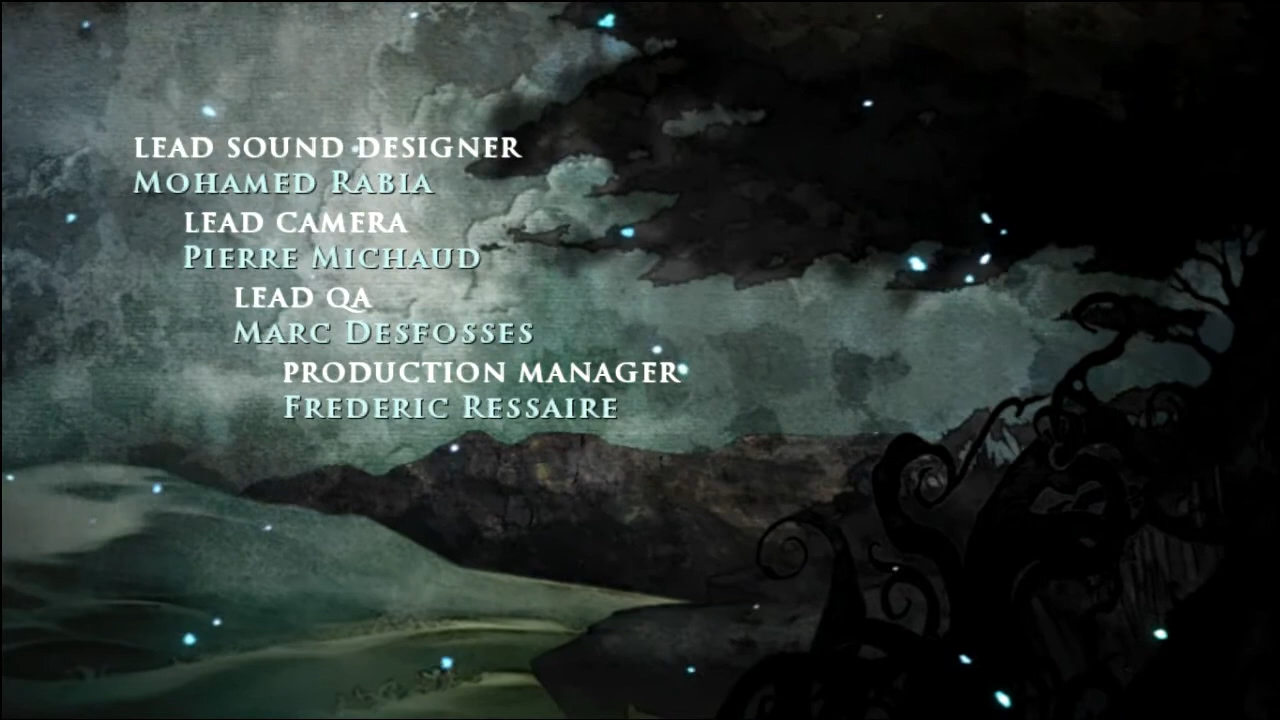 LEAD SOUND DESIGNER
MOHAMED RABIA
LEAD CAMERA
PIERRE MICHAUD
LEAD QA
MARC DESFOSSES
PRODUCTION MANAGER
FREDERIC RESSAIRE